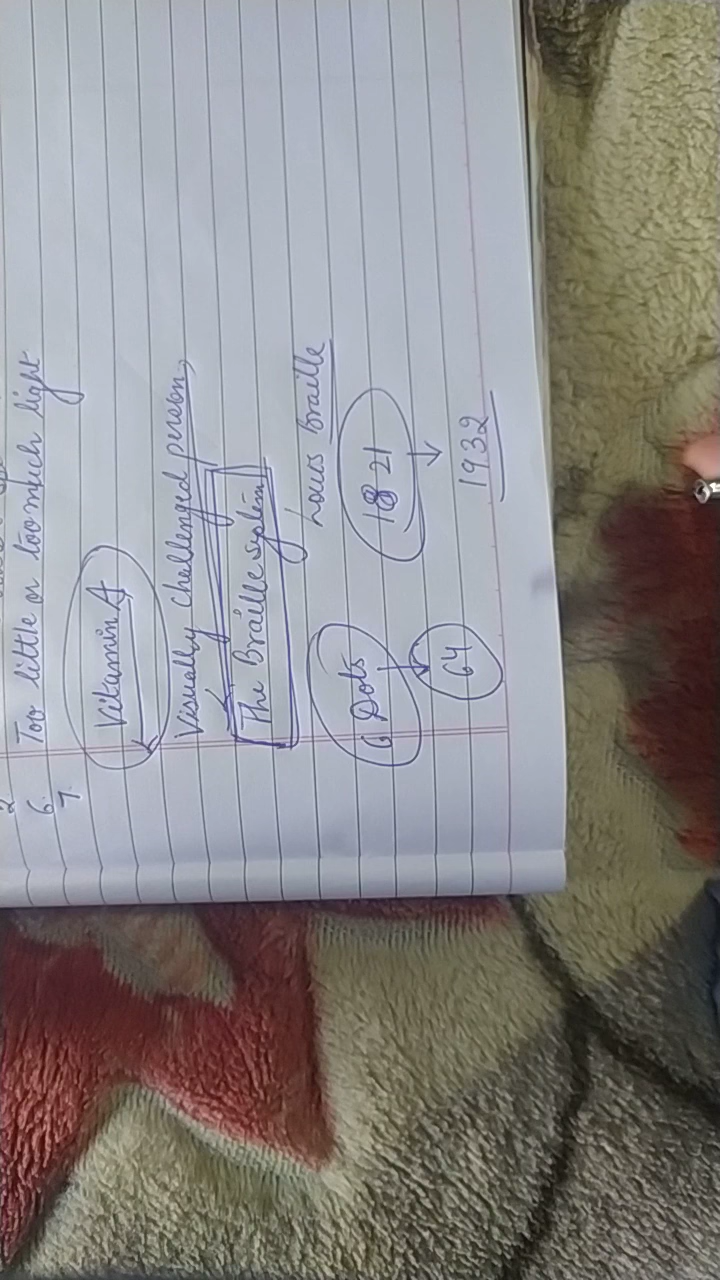 6. Too little or too much light
7.
Vitamin A
Visually Challenged person,
The Braille system
Louis Braille
6 Dots 1821
64 1932